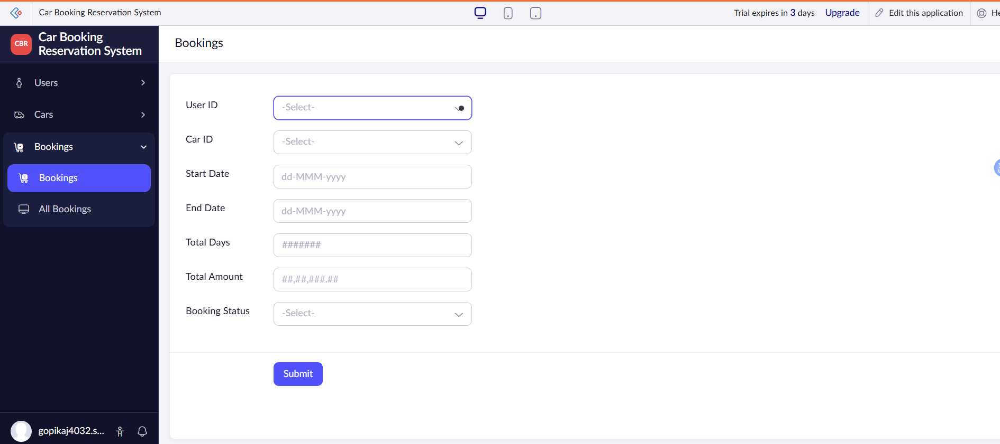 Car Booking Reservation System
Trial expires in 3 days Upgrade Edit this application
CBR Car Booking
Reservation System
Bookings
Users
Cars
Bookings
Bookings
All Bookings
User ID -Select-
Car ID -Select-
Start Date dd-MMM-yyyy
End Date dd-MMM-yyyy
Total Days #######
Total Amount ##,##,###.##
Booking Status -Select-
Submit
gopikaj4032.s...